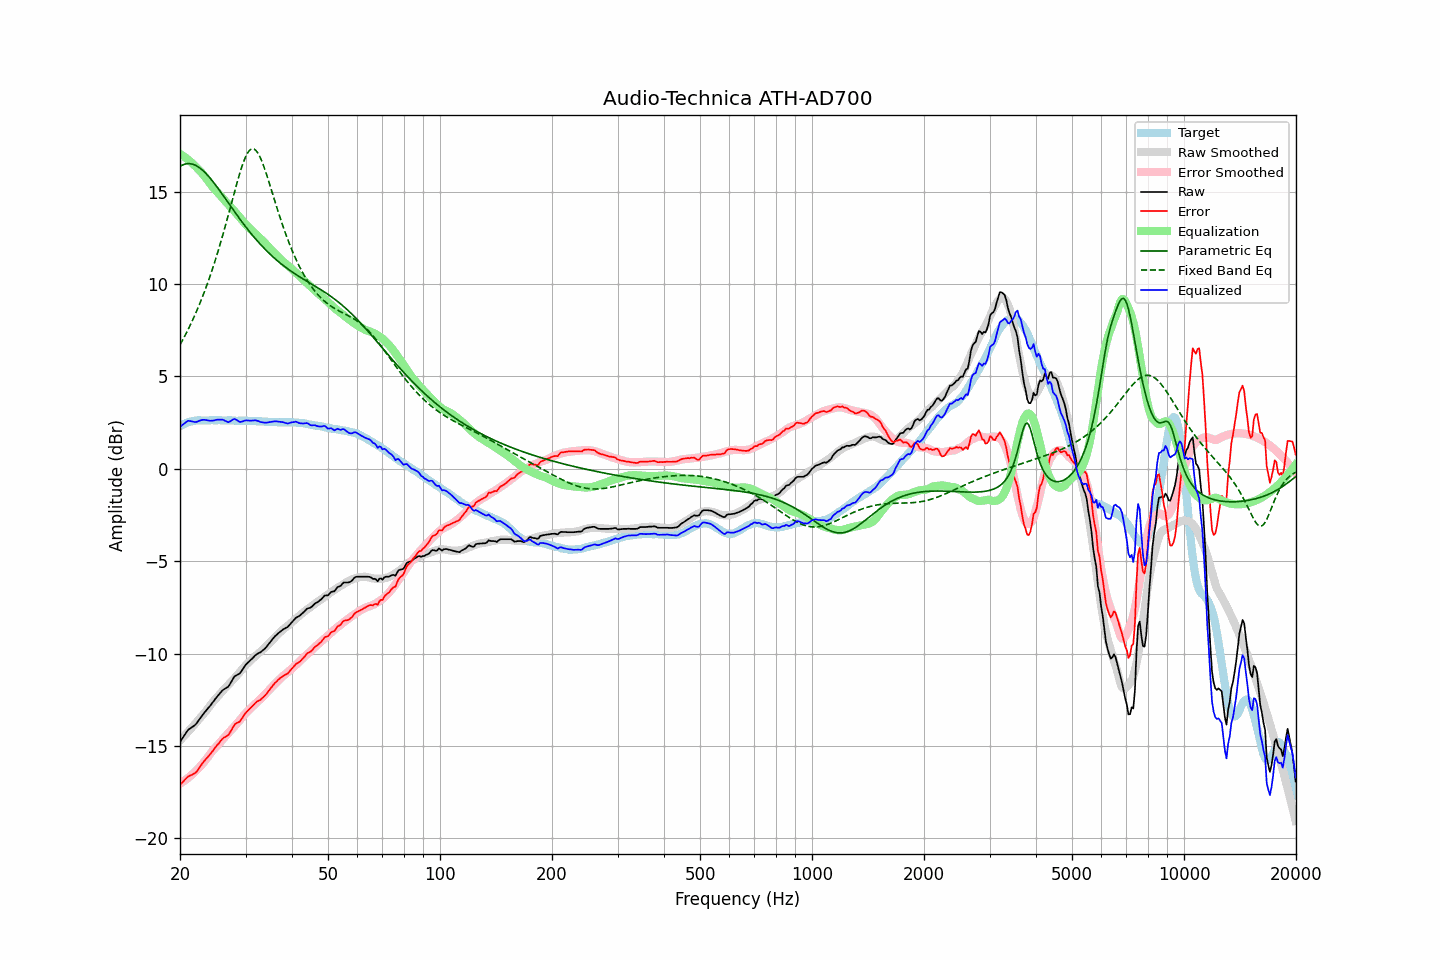 Audio-Technica ATH-AD700
Target
Raw Smoothed
Error Smoothed
Raw
Error
Equalization
Parametric Eq
Fixed Band Eq
Equalized
15
10
5
0
−5
−10
−15
−20
Amplitude (dBr)
20 50 100 200 500 1000 2000 5000 10000 20000
Frequency (Hz)